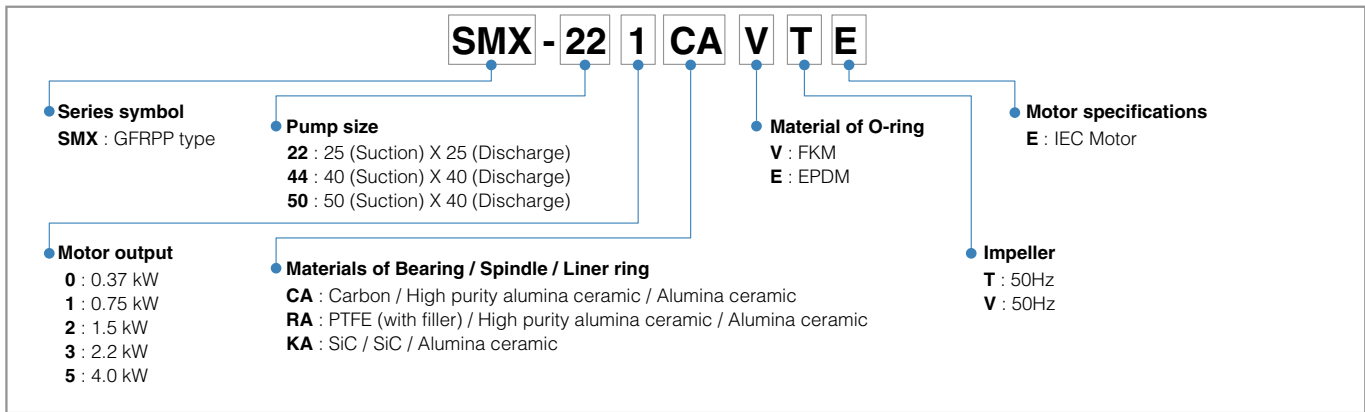 SMX - 22 1 CA V T E
Series symbol
SMX : GFRPP type
Pump size
22 : 25 (Suction) X 25 (Discharge)
44 : 40 (Suction) X 40 (Discharge)
50 : 50 (Suction) X 40 (Discharge)
Material of O-ring
V : FKM
E : EPDM
Motor specifications
E : IEC Motor
Motor output
0 : 0.37 kW
1 : 0.75 kW
2 : 1.5 kW
3 : 2.2 kW
5 : 4.0 kW
Materials of Bearing / Spindle / Liner ring
CA : Carbon / High purity alumina ceramic / Alumina ceramic
RA : PTFE (with filler) / High purity alumina ceramic / Alumina ceramic
KA : SiC / SiC / Alumina ceramic
Impeller
T : 50Hz
V : 50Hz